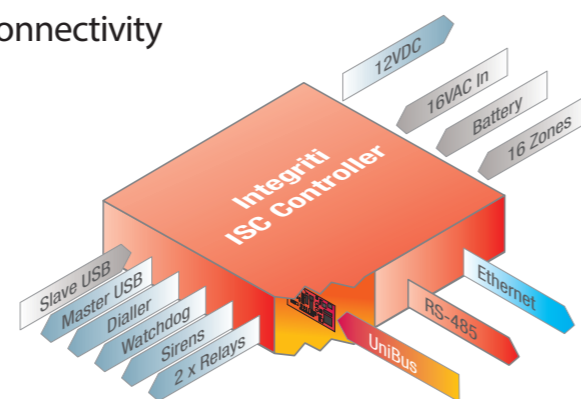 onnectivity
12VDC
16VAC In
Battery
16 Zones
Integriti
ISC Controller
Slave USB
Master USB
Dialler
Watchdog
Sirens
2 x Relays
Ethernet
RS-485
UniBus